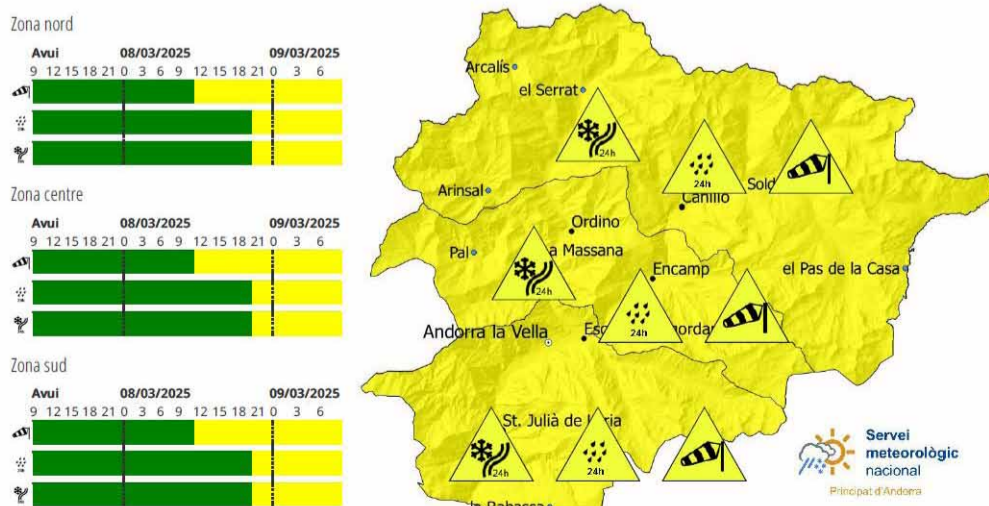 Zona nord
Avui 08/03/2025 09/03/2025
9 12 15 18 21 0 3 6 9 12 15 18 21 0 3 6
Zona centre
Avui 08/03/2025 09/03/2025
9 12 15 18 21 0 3 6 9 12 15 18 21 0 3 6
Zona sud
Avui 08/03/2025 09/03/2025
9 12 15 18 21 0 3 6 9 12 15 18 21 0 3 6
Arcalís
el Serrat
24h
24h
Arinsal
Sold
Canillo
Ordino
Pal
a Massana
24h
Encamp
el Pas de la Casa
24h
Andorra la Vella
St. Julià de
24h
24h
Servei
meteorològic
nacional
Principat d'Andorra